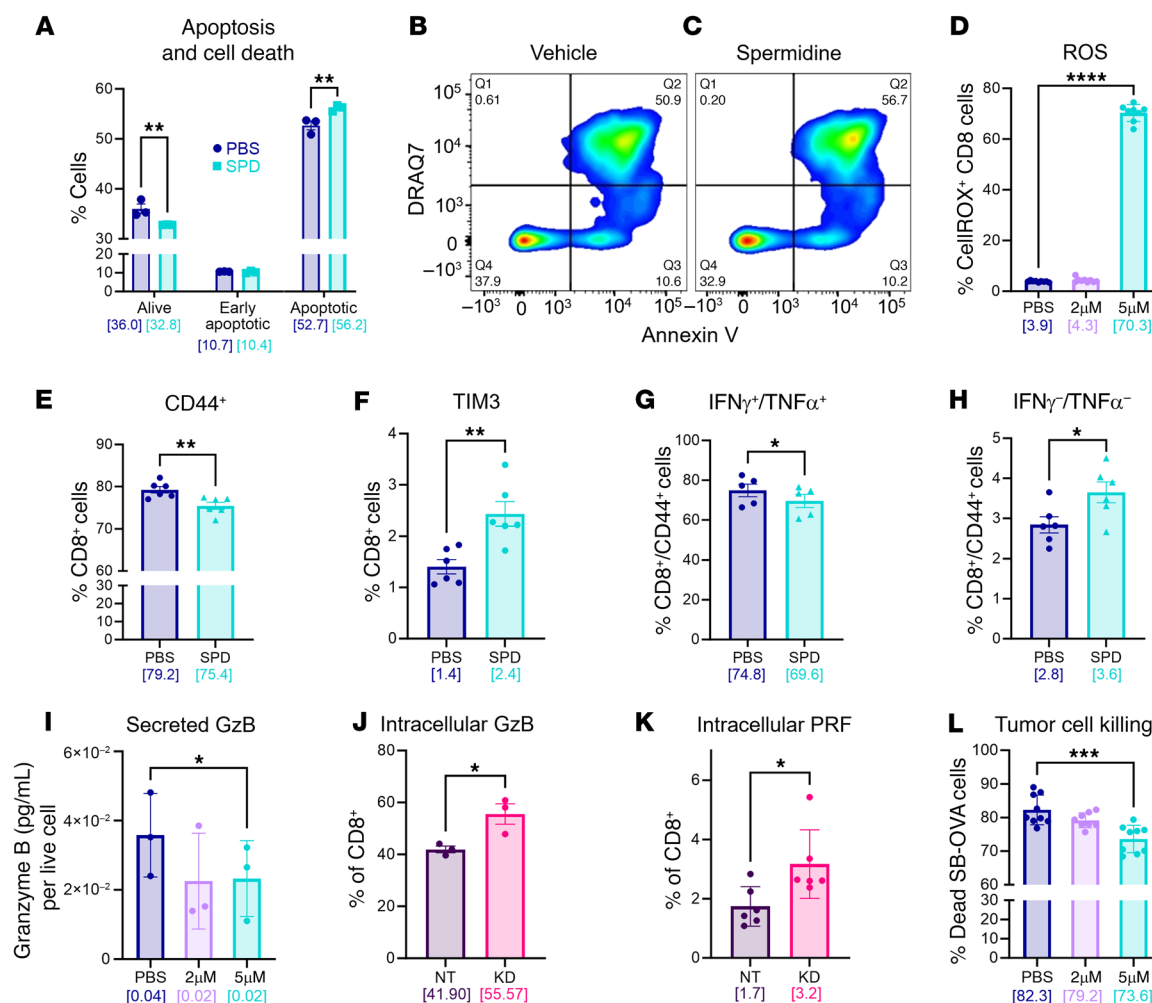 A
Apoptosis
and cell death
% Cells
60
50
40
30
20
10
0
**
**
PBS
SPD
Alive
Early
apoptotic
Apoptotic
[36.0] [32.8]
[10.7] [10.4]
[52.7] [56.2]
B
Vehicle
C
Spermidine
DRAQ7
10⁵
10⁴
10³
0
−10³
Q1
0.61
Q2
50.9
Q4
37.9
Q3
10.6
Q1
0.20
Q2
56.7
Q4
32.9
Q3
10.2
−10³ 0 10³ 10⁴ 10⁵
−10³ 0 10³ 10⁴ 10⁵
Annexin V
D
ROS
****
% CellROX⁺ CD8 cells
80
60
40
20
0
PBS 2μM 5μM
[3.9] [4.3] [70.3]
E
CD44⁺
**
% CD8⁺ cells
90
80
70
60
30
20
10
0
PBS SPD
[79.2] [75.4]
F
TIM3
**
% CD8⁺ cells
4
3
2
1
0
PBS SPD
[1.4] [2.4]
G
IFNγ⁺/TNFα⁺
*
% CD8⁺/CD44⁺ cells
100
80
60
40
20
0
PBS SPD
[74.8] [69.6]
H
IFNγ⁻/TNFα⁻
*
% CD8⁺/CD44⁺ cells
5
4
3
2
1
0
PBS SPD
[2.8] [3.6]
I
Secreted GzB
*
Granzyme B (pg/mL)
per live cell
6×10⁻²
4×10⁻²
2×10⁻²
0
PBS 2μM 5μM
[0.04] [0.02] [0.02]
J
Intracellular GzB
*
% of CD8⁺
80
60
40
20
0
NT KD
[41.90] [55.57]
K
Intracellular PRF
*
% of CD8⁺
6
4
2
0
NT KD
[1.7] [3.2]
L
Tumor cell killing
***
% Dead SB-OVA cells
100
90
80
70
60
30
20
10
0
PBS 2μM 5μM
[82.3] [79.2] [73.6]